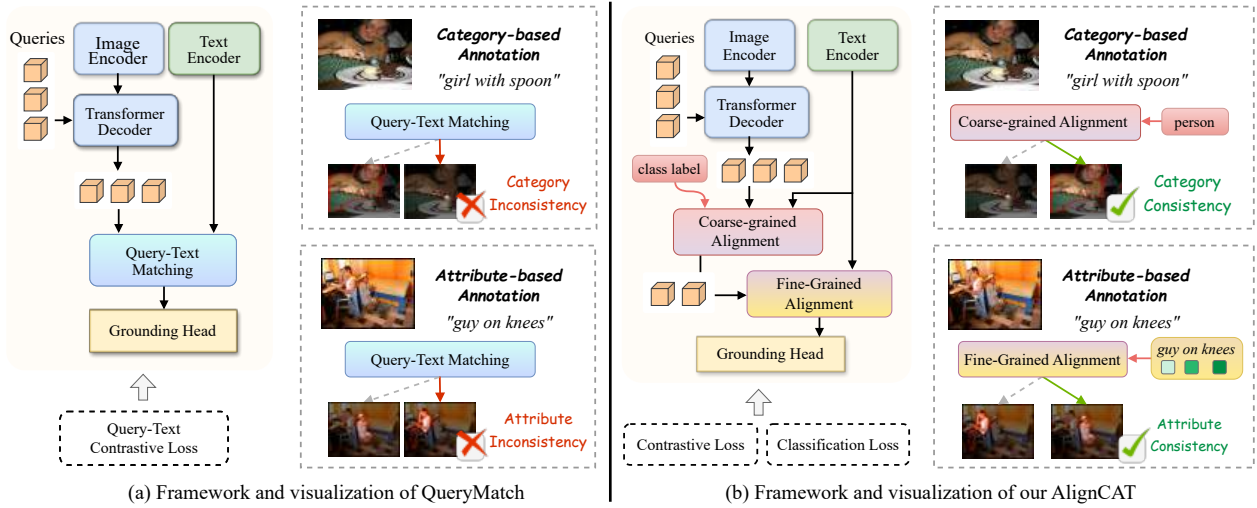 Queries
Image
Encoder
Text
Encoder
Transformer
Decoder
Query-Text
Matching
Grounding Head
Query-Text
Contrastive Loss
Category-based
Annotation
"girl with spoon"
Query-Text Matching
Category
Inconsistency
Attribute-based
Annotation
"guy on knees"
Query-Text Matching
Attribute
Inconsistency
(a) Framework and visualization of QueryMatch
Queries
Image
Encoder
Text
Encoder
Transformer
Decoder
class label
Coarse-grained
Alignment
Fine-Grained
Alignment
Grounding Head
Contrastive Loss
Classification Loss
Category-based
Annotation
"girl with spoon"
Coarse-grained Alignment
person
Category
Consistency
Attribute-based
Annotation
"guy on knees"
Fine-Grained Alignment
guy on knees
Attribute
Consistency
(b) Framework and visualization of our AlignCAT